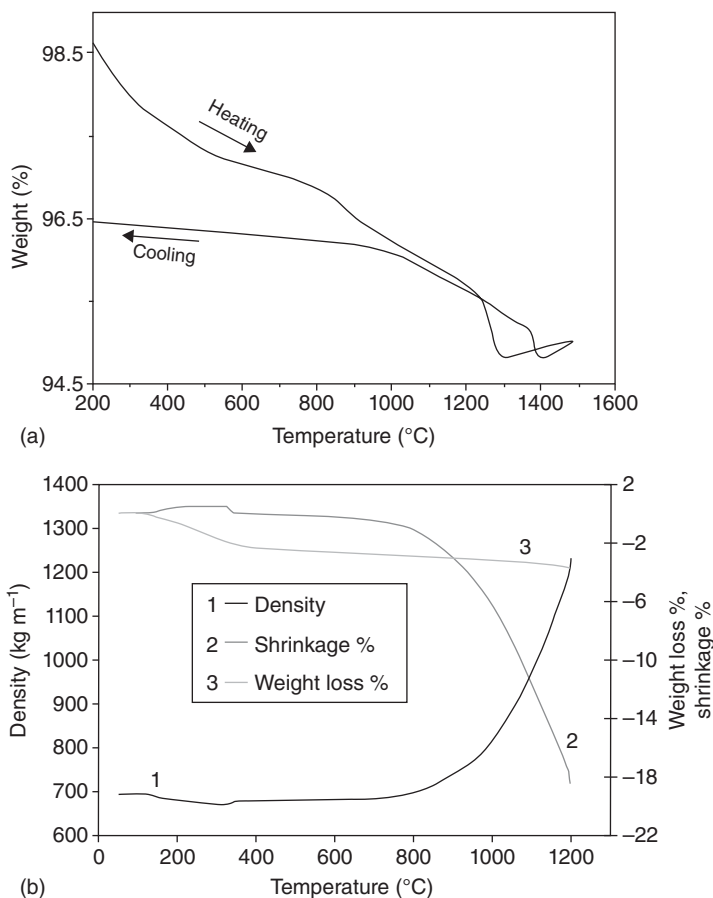 98.5
96.5
94.5
Weight (%)
Heating
Cooling
200 400 600 800 1000 1200 1400 1600
(a) Temperature (°C)
1400
1300
1200
1100
1000
900
800
700
600
Density (kg m⁻¹)
1 Density
2 Shrinkage %
3 Weight loss %
1
2
3
2
−2
−6
−10
−14
−18
−22
Weight loss %,
shrinkage %
0 200 400 600 800 1000 1200
(b) Temperature (°C)